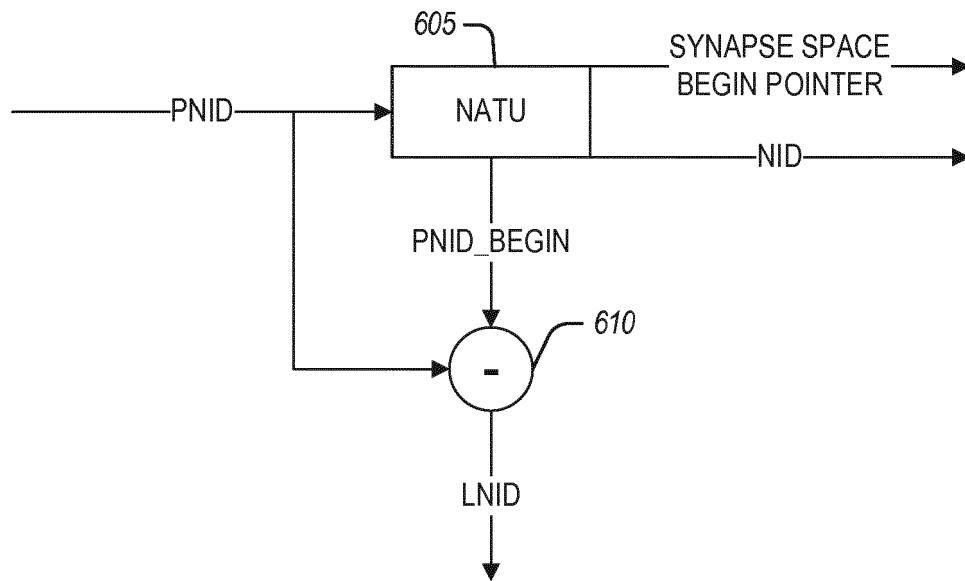 605
SYNAPSE SPACE
BEGIN POINTER
PNID
NATU
NID
PNID_BEGIN
610
-
LNID